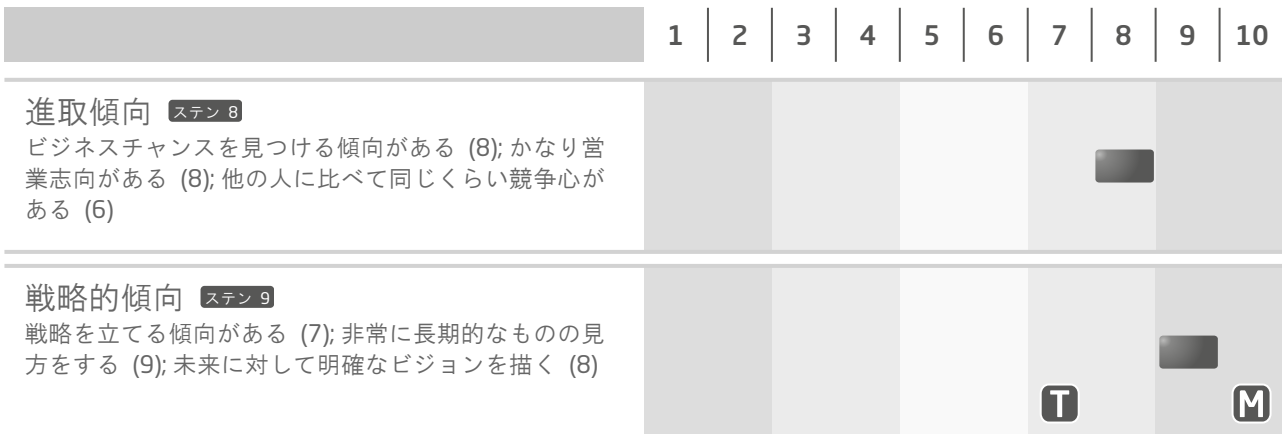 1 2 3 4 5 6 7 8 9 10
進取傾向 ステン 8
ビジネスチャンスを見つける傾向がある (8); かなり営
業志向がある (8); 他の人に比べて同じくらい競争心が
ある (6)
戦略的傾向 ステン 9
戦略を立てる傾向がある (7); 非常に長期的なものの見
方をする (9); 未来に対して明確なビジョンを描く (8)
T M